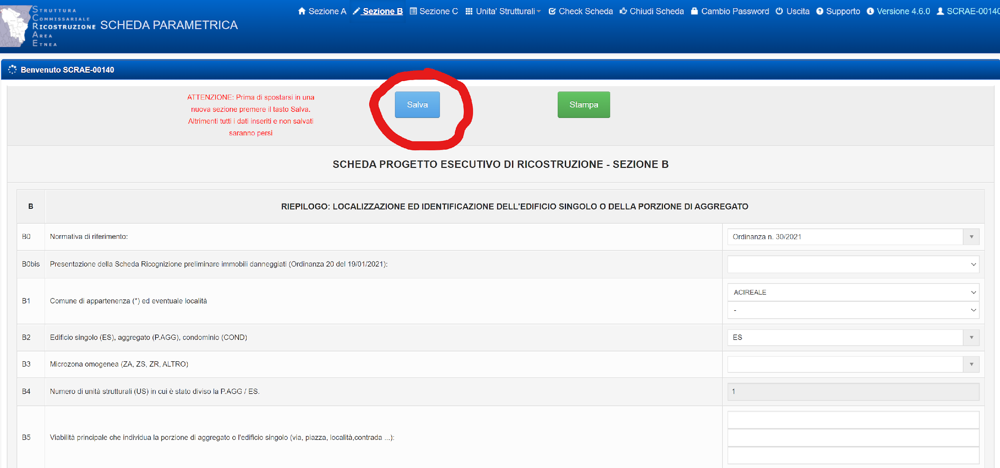 STRUTTURA
COMMISSARIALE
RICOSTRUZIONE
AREA
ETNEA
SCHEDA PARAMETRICA
Sezione A Sezione B Sezione C Unita' Strutturali Check Scheda Chiudi Scheda Cambio Password Uscita Supporto Versione 4.6.0 SCRAE-00140
Benvenuto SCRAE-00140
ATTENZIONE: Prima di spostarsi in una
nuova sezione premere il tasto Salva.
Altrimenti tutti i dati inseriti e non salvati
saranno persi
Salva
Stampa
SCHEDA PROGETTO ESECUTIVO DI RICOSTRUZIONE - SEZIONE B
B RIEPILOGO: LOCALIZZAZIONE ED IDENTIFICAZIONE DELL'EDIFICIO SINGOLO O DELLA PORZIONE DI AGGREGATO
B0 Normativa di riferimento: Ordinanza n. 30/2021
B0bis Presentazione della Scheda Ricognizione preliminare immobili danneggiati (Ordinanza 20 del 19/01/2021):
B1 Comune di appartenenza (*) ed eventuale località ACIREALE
-
B2 Edificio singolo (ES), aggregato (P.AGG), condominio (COND) ES
B3 Microzona omogenea (ZA, ZS, ZR, ALTRO)
B4 Numero di unità strutturali (US) in cui è stato diviso la P.AGG / ES. 1
B5 Viabilità principale che individua la porzione di aggregato o l'edificio singolo (via, piazza, località,contrada ...):